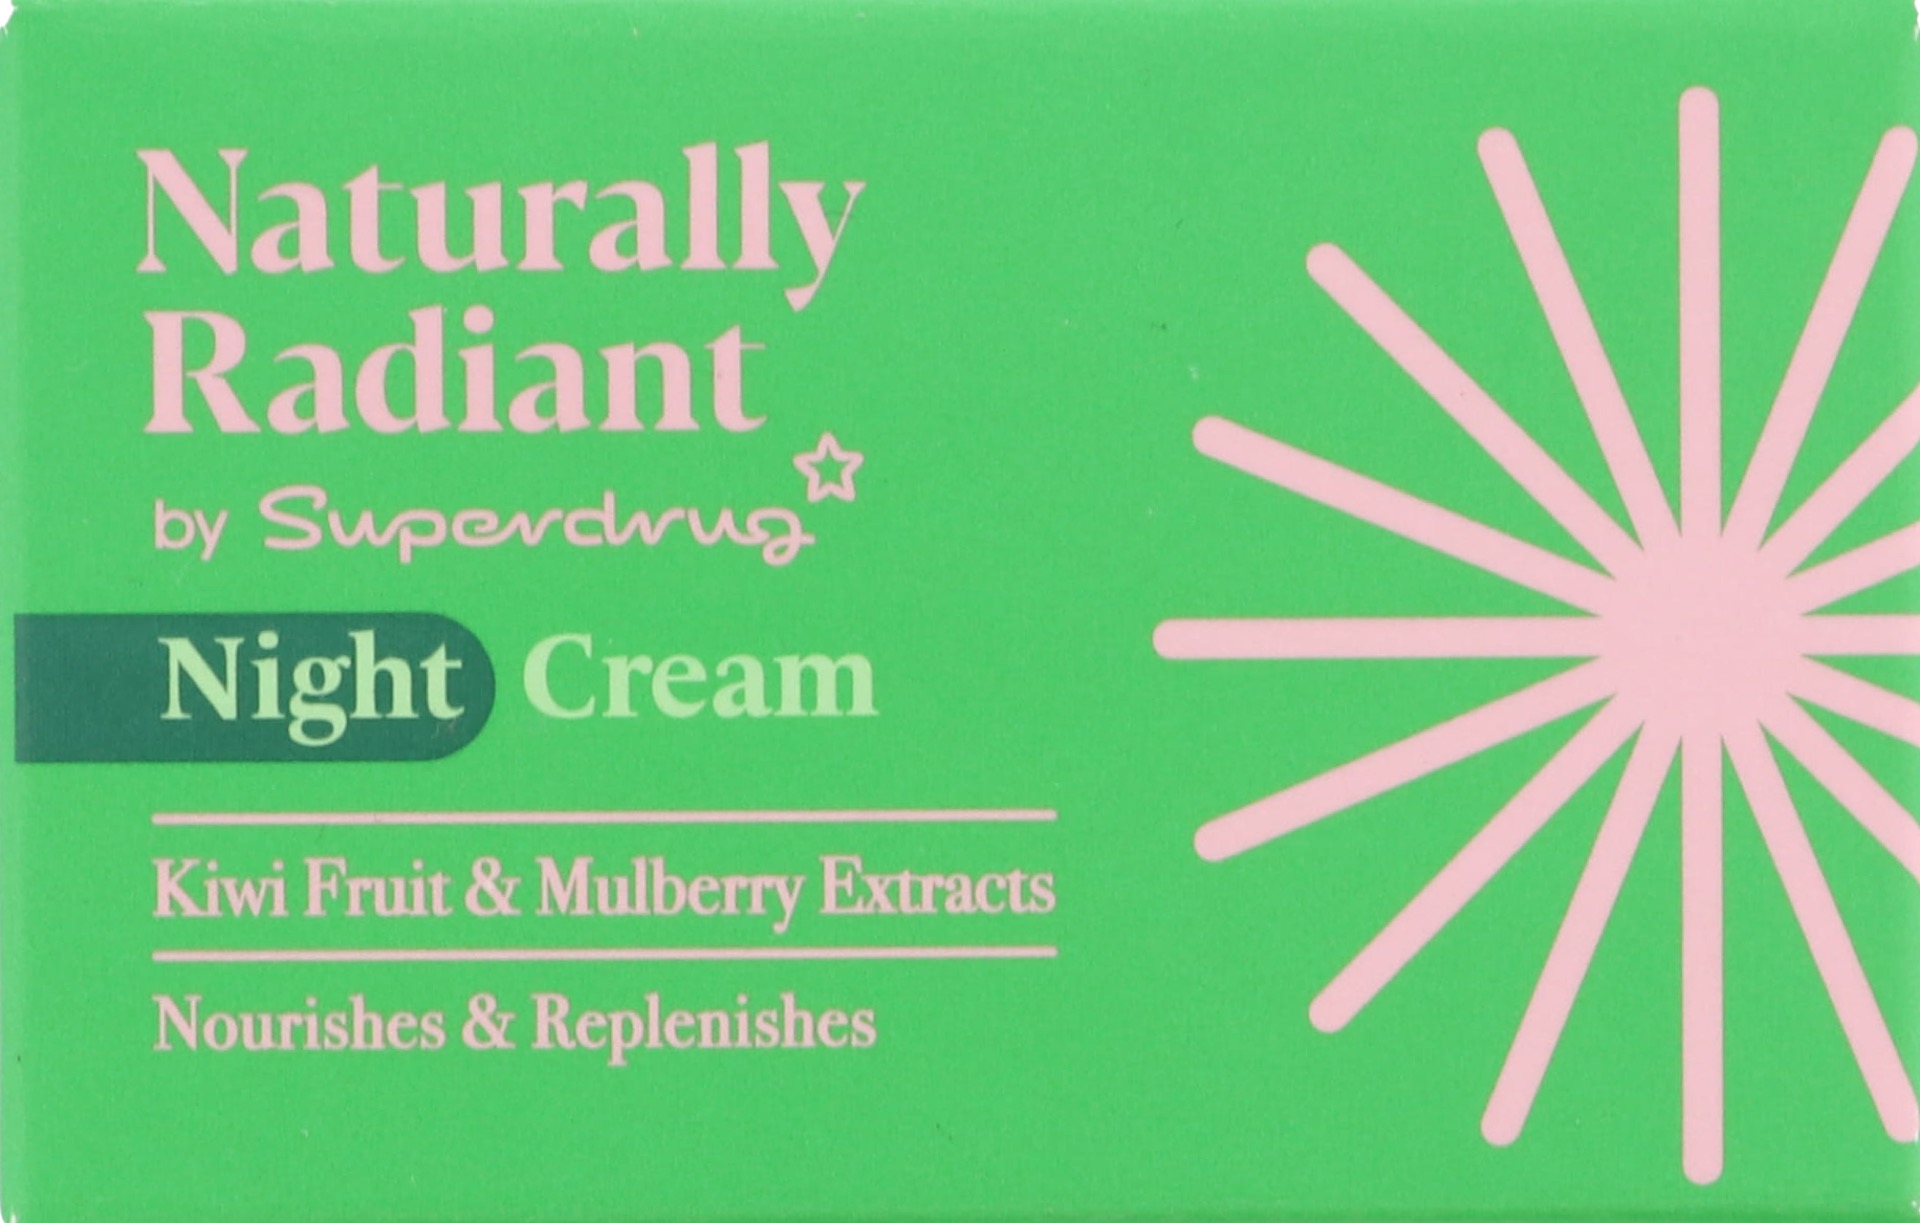 Naturally
Radiant
by Superdrug
Night Cream
Kiwi Fruit & Mulberry Extracts
Nourishes & Replenishes